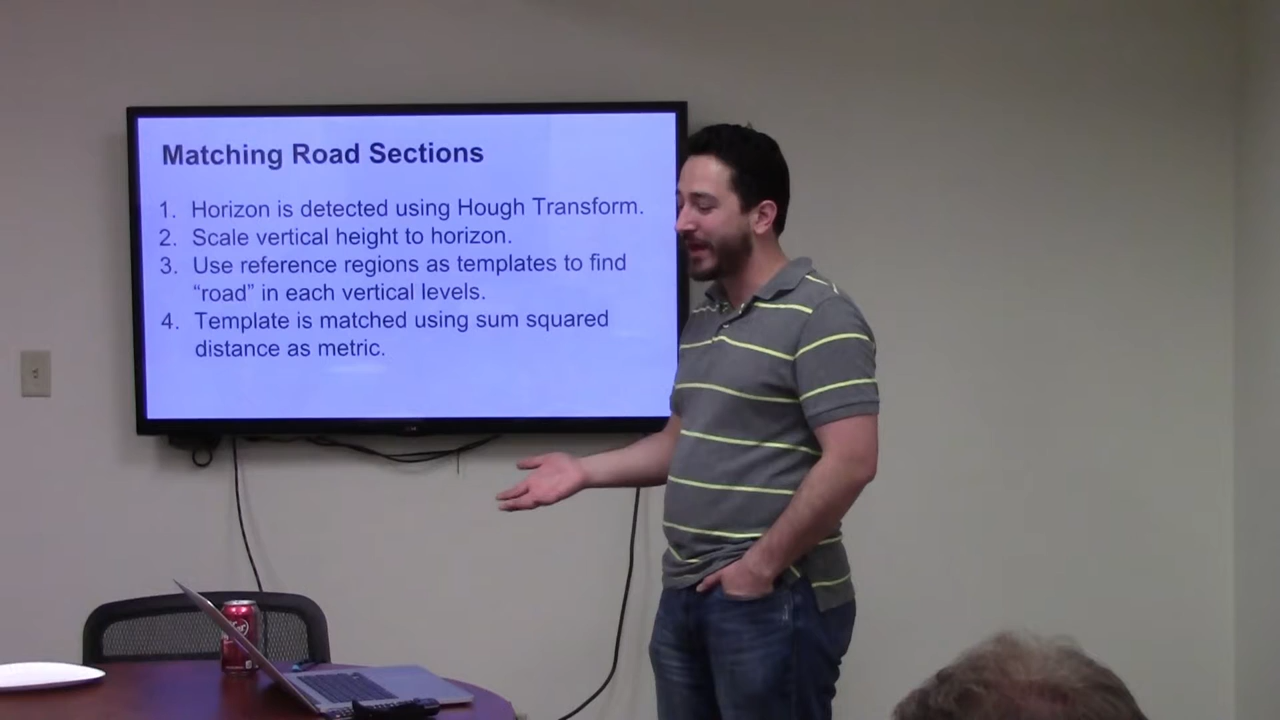 Matching Road Sections
1. Horizon is detected using Hough Transform.
2. Scale vertical height to horizon.
3. Use reference regions as templates to find
“road” in each vertical levels.
4. Template is matched using sum squared
distance as metric.